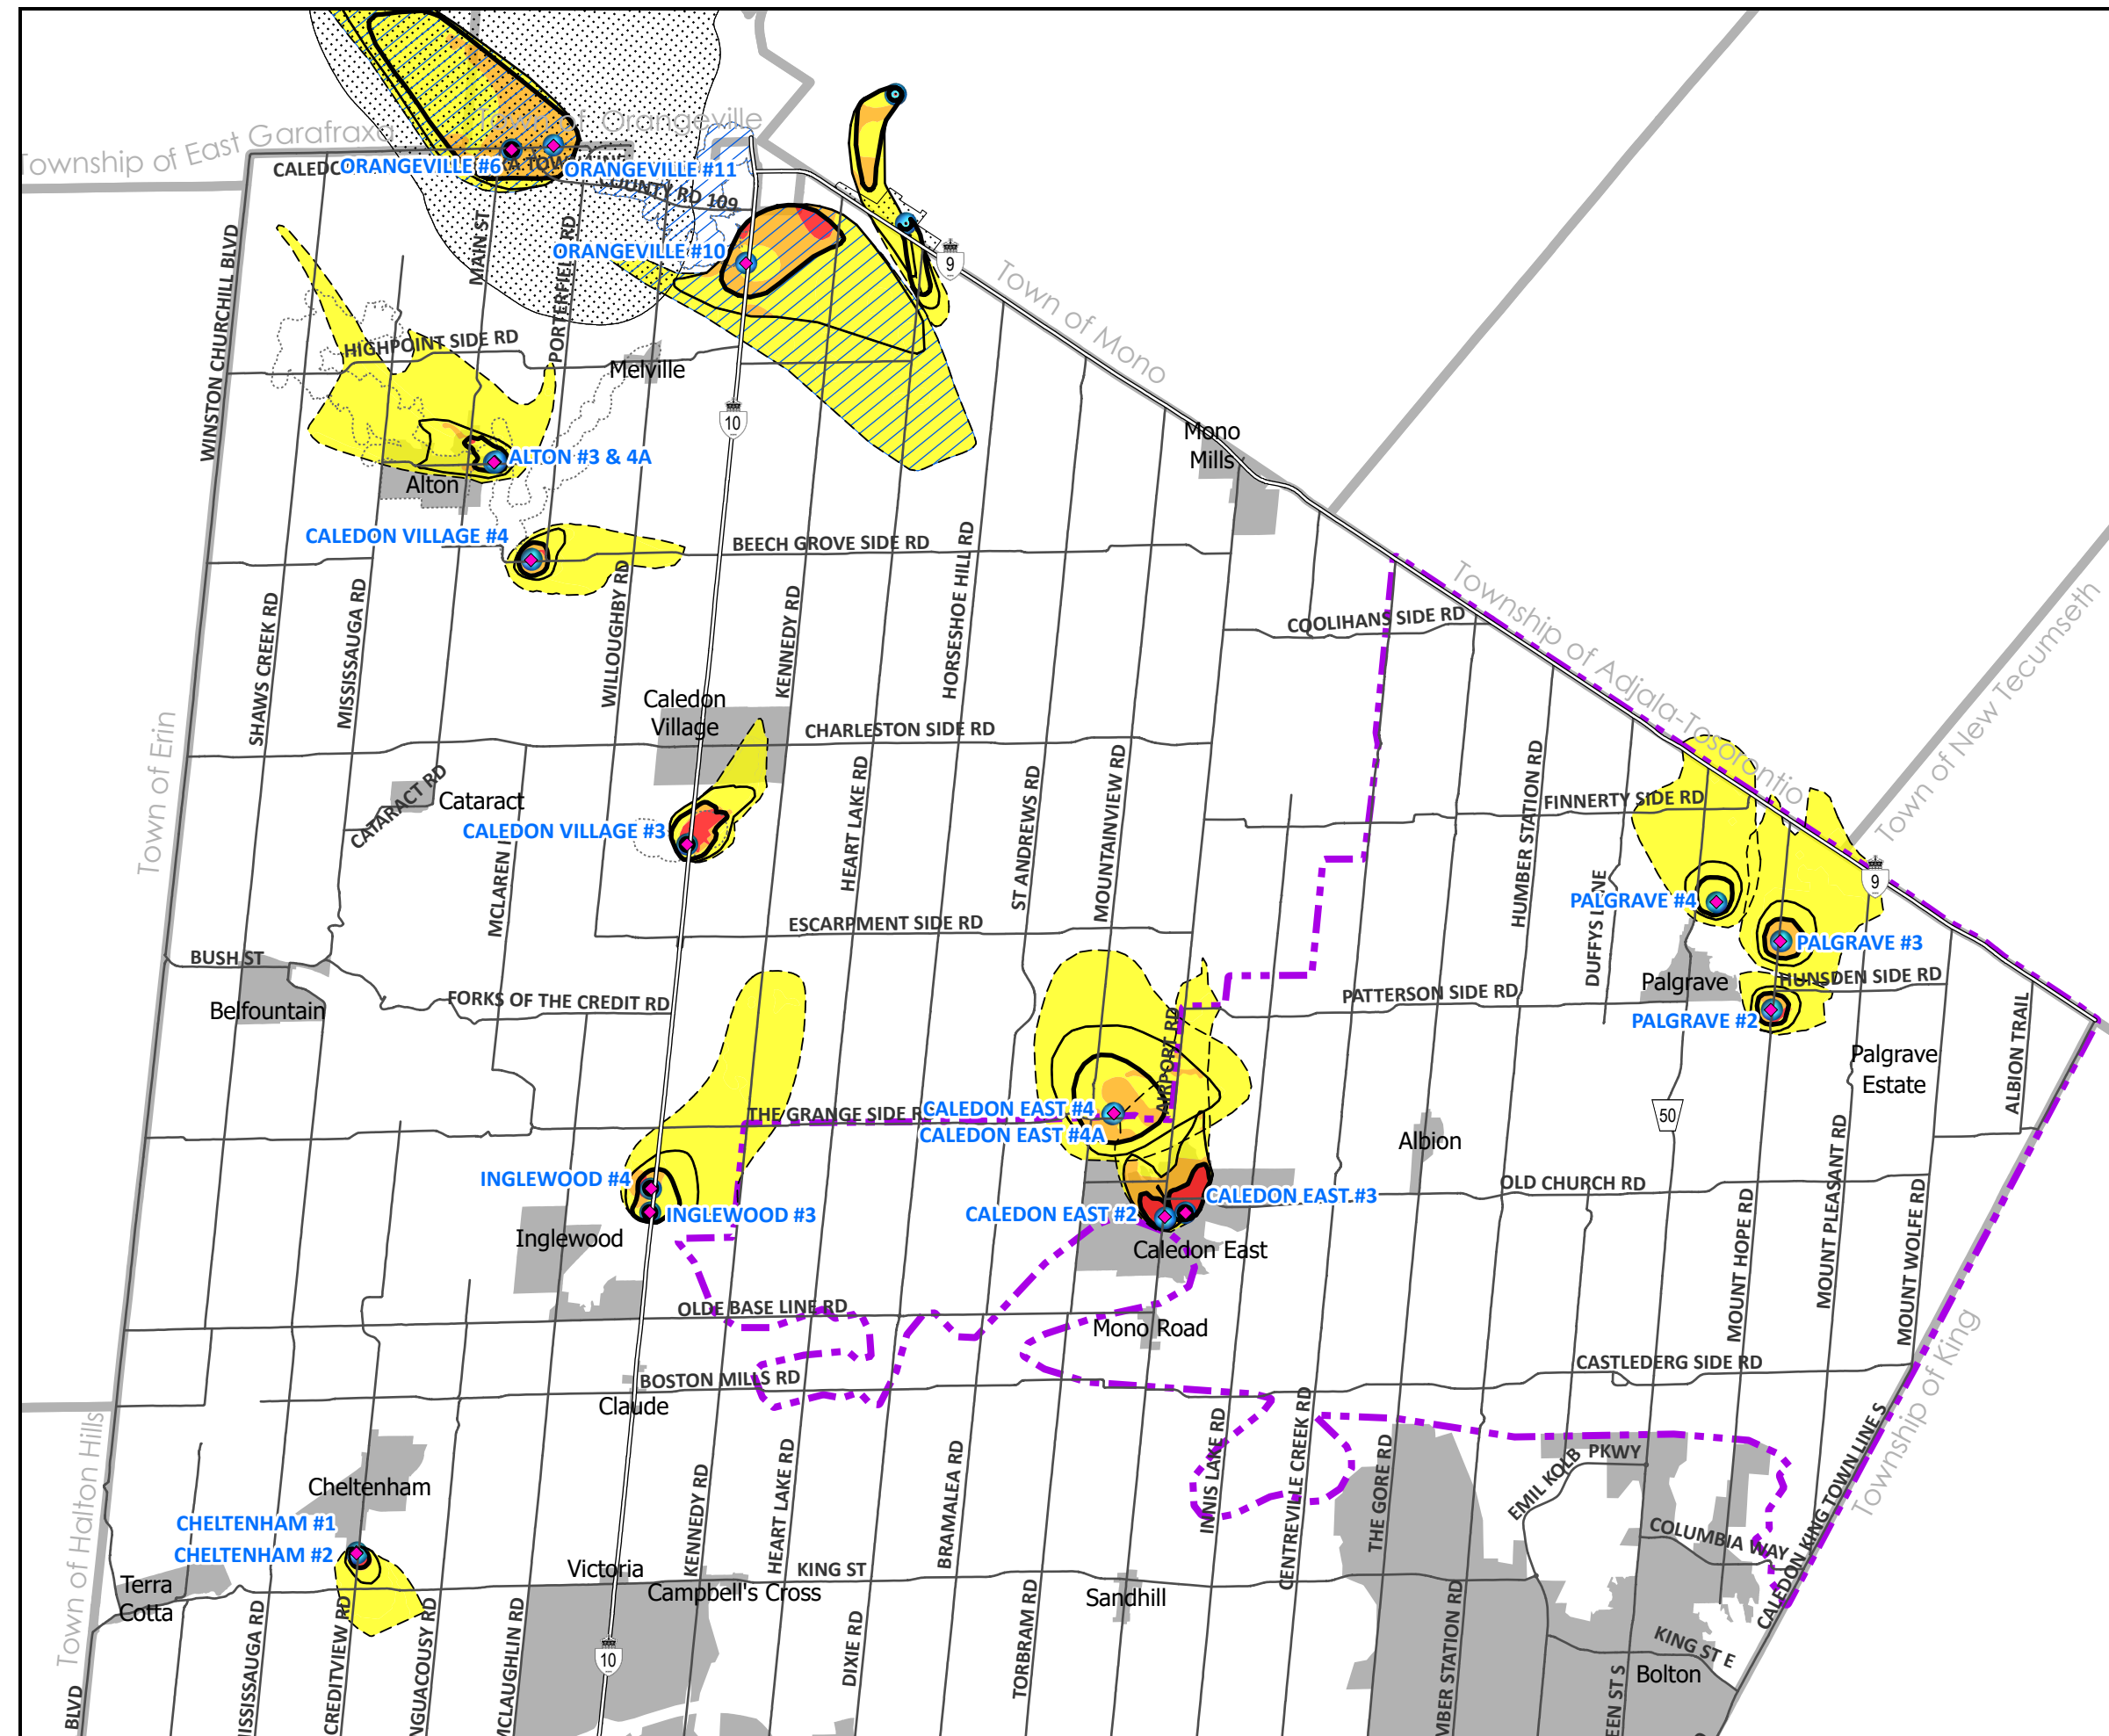 Township of East Garafraxa
Town of Orangeville
ORANGEVILLE #6
ORANGEVILLE #11
COUNTY RD 109
ORANGEVILLE #10
9
Town of Mono
WINSTON CHURCHILL BLVD
MAIN ST
PORTERFIELD RD
HIGHPOINT SIDE RD
Melville
10
Mono
Mills
ALTON #3 & 4A
Alton
CALEDON VILLAGE #4
BEECH GROVE SIDE RD
SHAWS CREEK RD
MISSISSAUGA RD
WILLOUGHBY RD
KENNEDY RD
HORSESHOE HILL RD
COOLIHANS SIDE RD
Township of Adjala-Tosorontio
Town of New Tecumseth
Town of Erin
Caledon
Village
CHARLESTON SIDE RD
CATARACT RD
Cataract
CALEDON VILLAGE #3
HEART LAKE RD
ST ANDREWS RD
MOUNTAINVIEW RD
HUMBER STATION RD
FINNERTY SIDE RD
9
PALGRAVE #4
PALGRAVE #3
ESCARPMENT SIDE RD
BUSH ST
Belfountain
FORKS OF THE CREDIT RD
PATTERSON SIDE RD
Palgrave
HUNSDEN SIDE RD
PALGRAVE #2
Palgrave
Estate
ALBION TRAIL
AIRPORT RD
CALEDON EAST #4
CALEDON EAST #4A
50
Albion
INGLEWOOD #4
INGLEWOOD #3
Inglewood
CALEDON EAST #3
CALEDON EAST #2
Caledon East
OLD CHURCH RD
MOUNT HOPE RD
MOUNT PLEASANT RD
MOUNT WOLFE RD
OLDE BASE LINE RD
Mono Road
CASTLEDERG SIDE RD
Township of King
BOSTON MILLS RD
Claude
Town of Halton Hills
Cheltenham
CHELTENHAM #1
CHELTENHAM #2
KENNEDY RD
HEART LAKE RD
BRAMALEA RD
INNIS LAKE RD
CENTREVILLE CREEK RD
THE GORE RD
EMIL KOLB PKWY
COLUMBIA WAY
CALEDON KING TOWN LINE S
Terra
Cotta
Victoria
Campbell's Cross
KING ST
Sandhill
CREDITVIEW RD
MCLAUGHLIN RD
10
DIXIE RD
TORBRAM RD
KING ST E
Bolton
BLVD